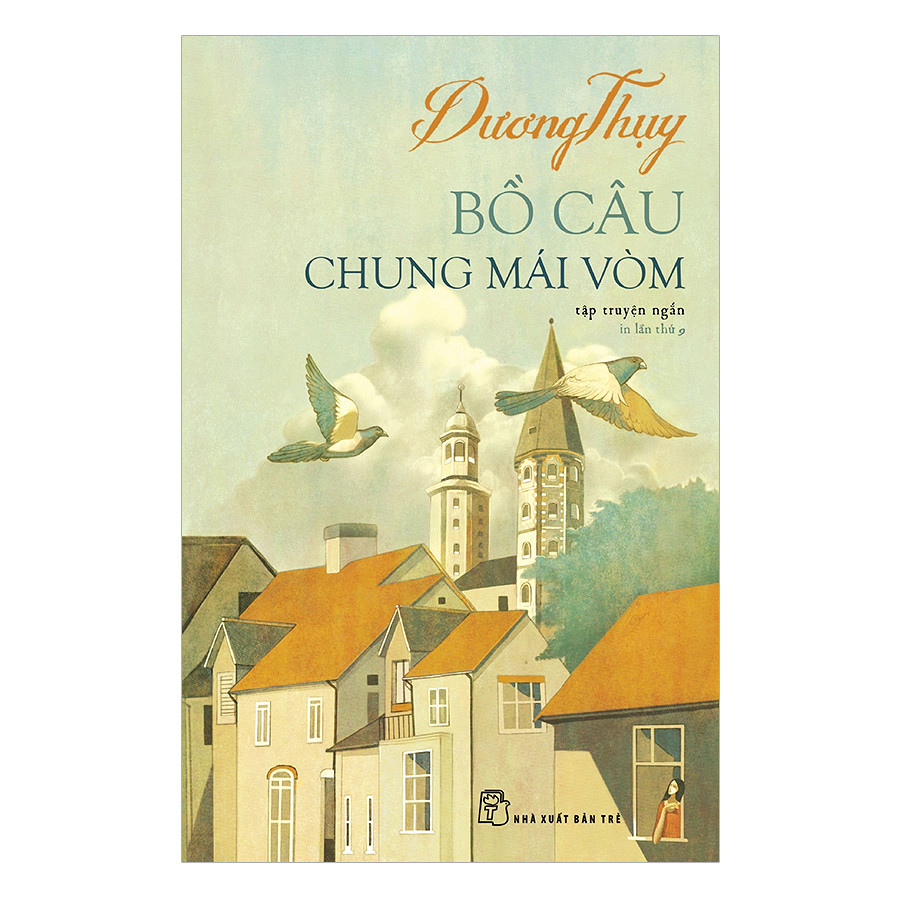 Dương Thụy
BỒ CÂU
CHUNG MÁI VÒM
tập truyện ngắn
in lần thứ 9
NHÀ XUẤT BẢN TRẺ